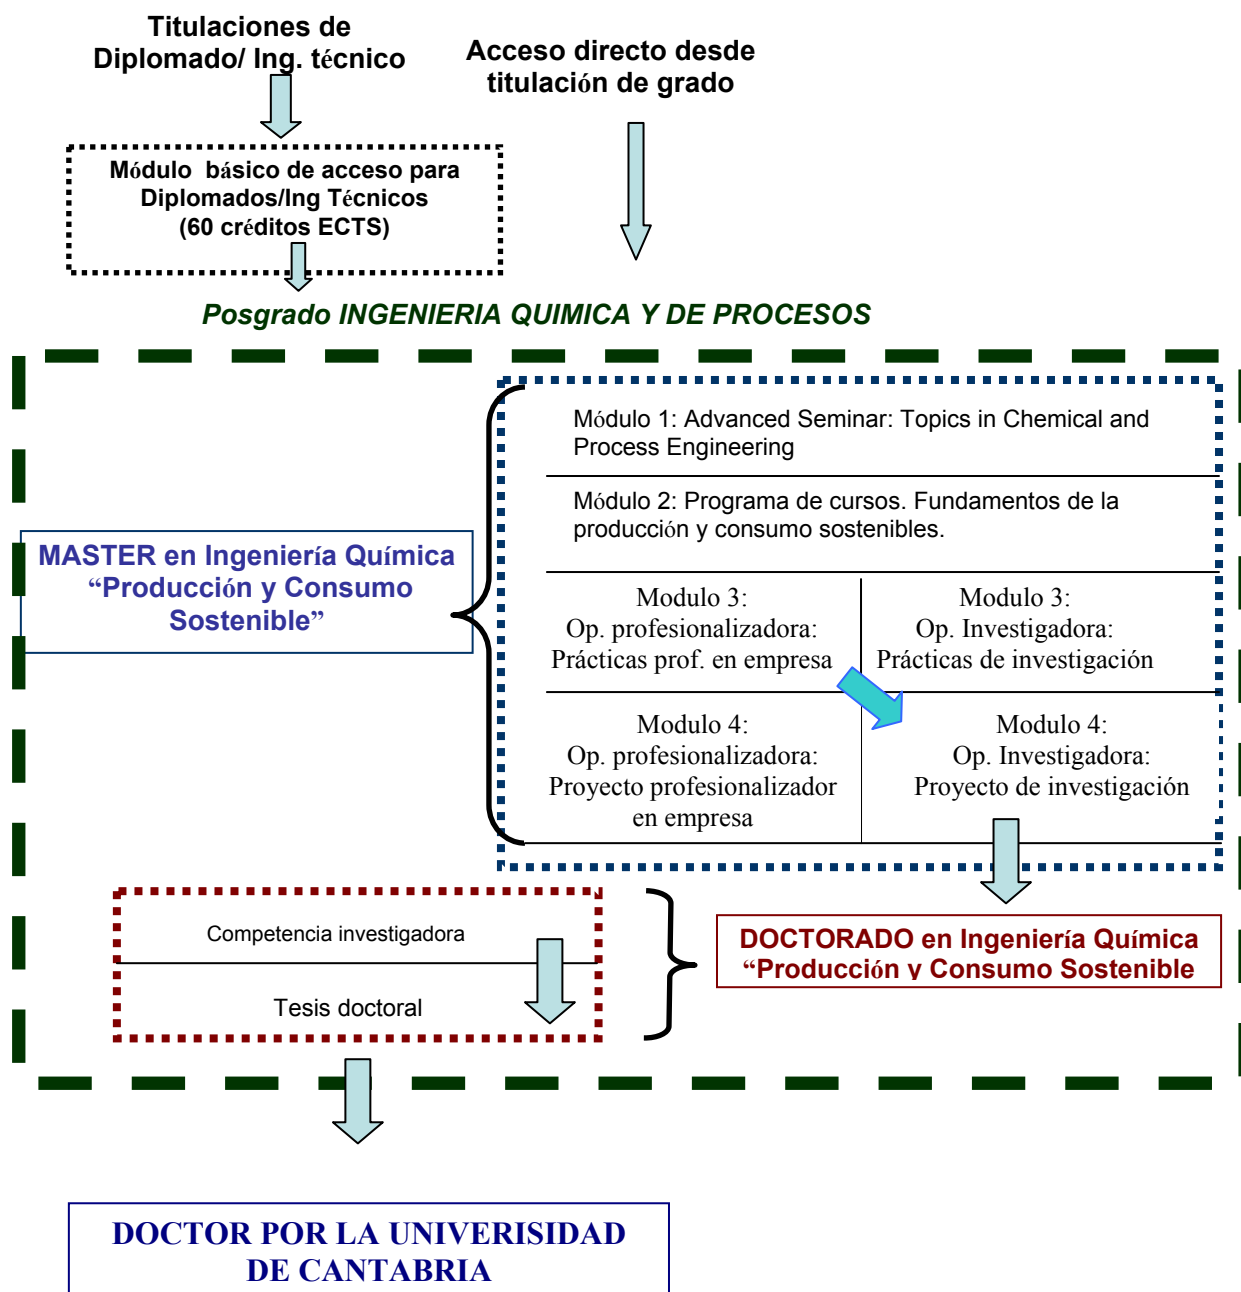 Titulaciones de
Diplomado/ Ing. técnico
Acceso directo desde
titulación de grado
Módulo  básico de acceso para
Diplomados/Ing Técnicos
(60 créditos ECTS)
Posgrado INGENIERIA QUIMICA Y DE PROCESOS
Módulo 1: Advanced Seminar: Topics in Chemical and
Process Engineering
Módulo 2: Programa de cursos. Fundamentos de la
producción y consumo sostenibles.
MASTER en Ingeniería Química
“Producción y Consumo
Sostenible”
Modulo 3:
Op. profesionalizadora:
Prácticas prof. en empresa
Modulo 3:
Op. Investigadora:
Prácticas de investigación
Modulo 4:
Op. profesionalizadora:
Proyecto profesionalizador
en empresa
Modulo 4:
Op. Investigadora:
Proyecto de investigación
Competencia investigadora
Tesis doctoral
DOCTORADO en Ingeniería Química
“Producción y Consumo Sostenible
DOCTOR POR LA UNIVERISIDAD
DE CANTABRIA